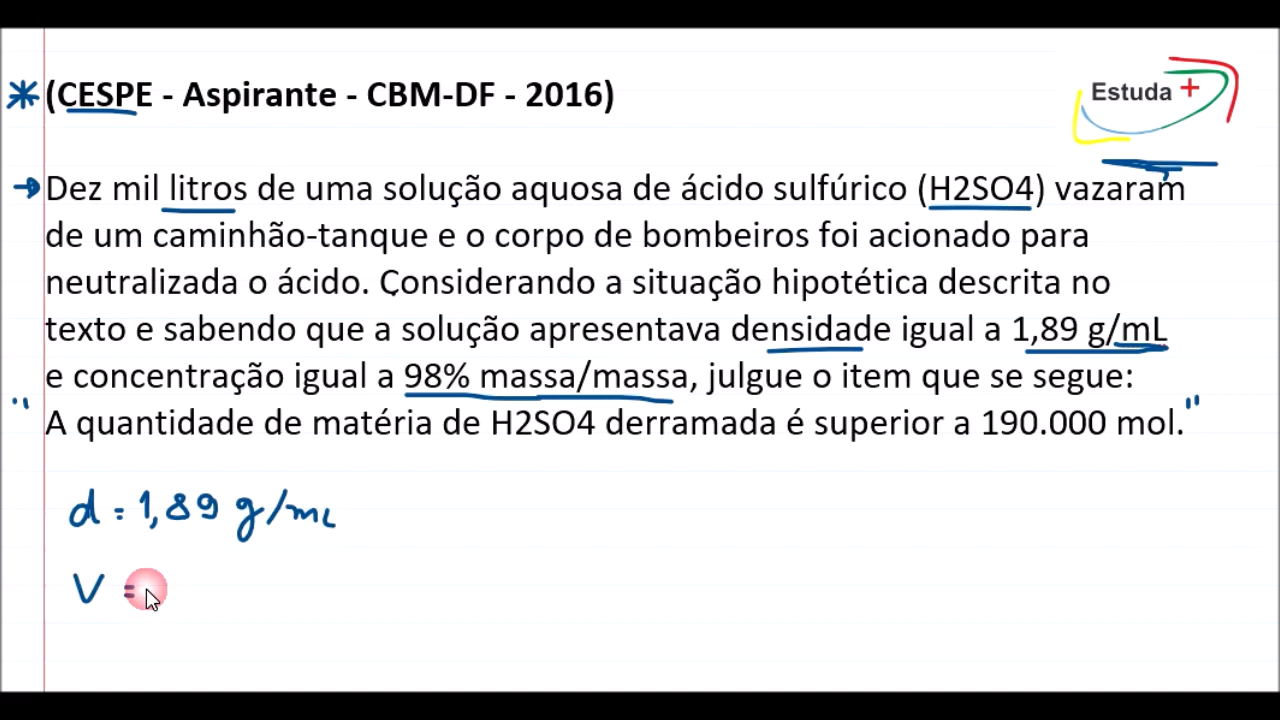 (CESPE - Aspirante - CBM-DF - 2016)
Estuda +
Dez mil litros de uma solução aquosa de ácido sulfúrico (H2SO4) vazaram
de um caminhão-tanque e o corpo de bombeiros foi acionado para
neutralizada o ácido. Considerando a situação hipotética descrita no
texto e sabendo que a solução apresentava densidade igual a 1,89 g/mL
e concentração igual a 98% massa/massa, julgue o item que se segue:
"A quantidade de matéria de H2SO4 derramada é superior a 190.000 mol."
d = 1,89 g/mL
V =